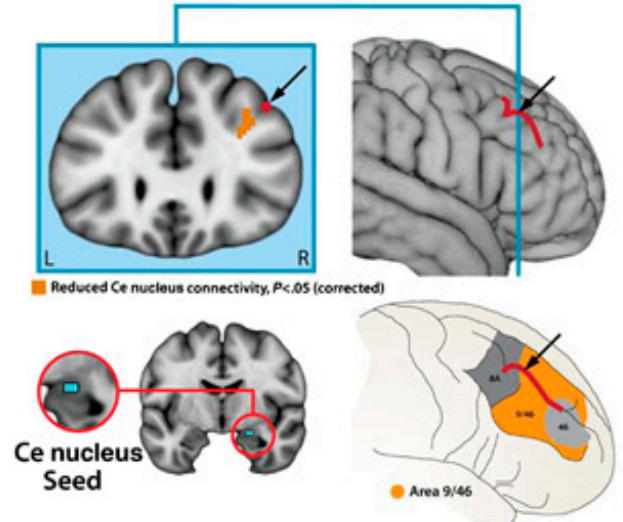 L
R
Reduced Ce nucleus connectivity, P<.05 (corrected)
Ce nucleus
Seed
8A
9/46
46
Area 9/46